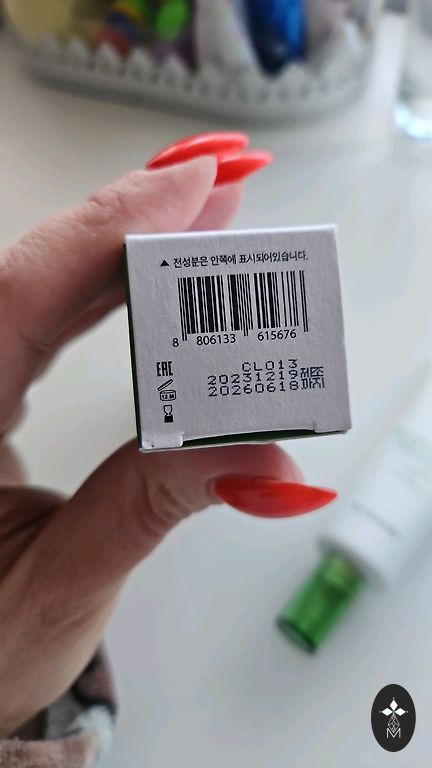 ▲ 전성분은 안쪽에 표시되어있습니다.
8 806133 615676
EAC
12 M
CL013
20231219제조
20260618까지
M